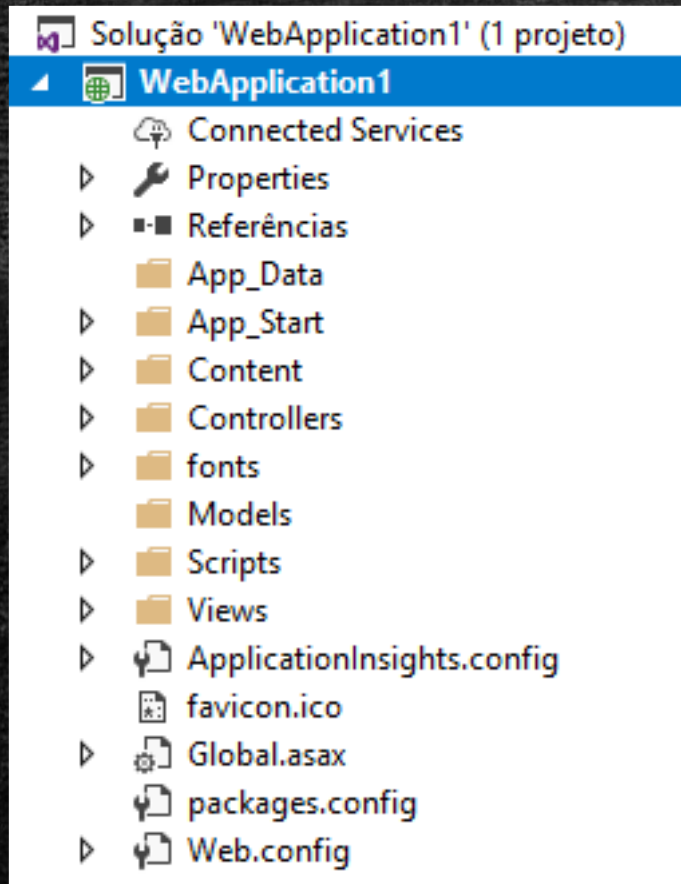 Solução 'WebApplication1' (1 projeto)
WebApplication1
Connected Services
Properties
Referências
App_Data
App_Start
Content
Controllers
fonts
Models
Scripts
Views
ApplicationInsights.config
favicon.ico
Global.asax
packages.config
Web.config